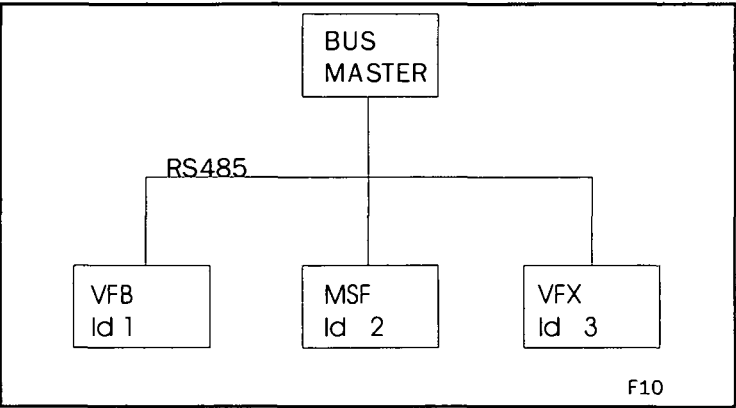 BUS
MASTER
RS485
VFB
Id 1
MSF
Id 2
VFX
Id 3
F10